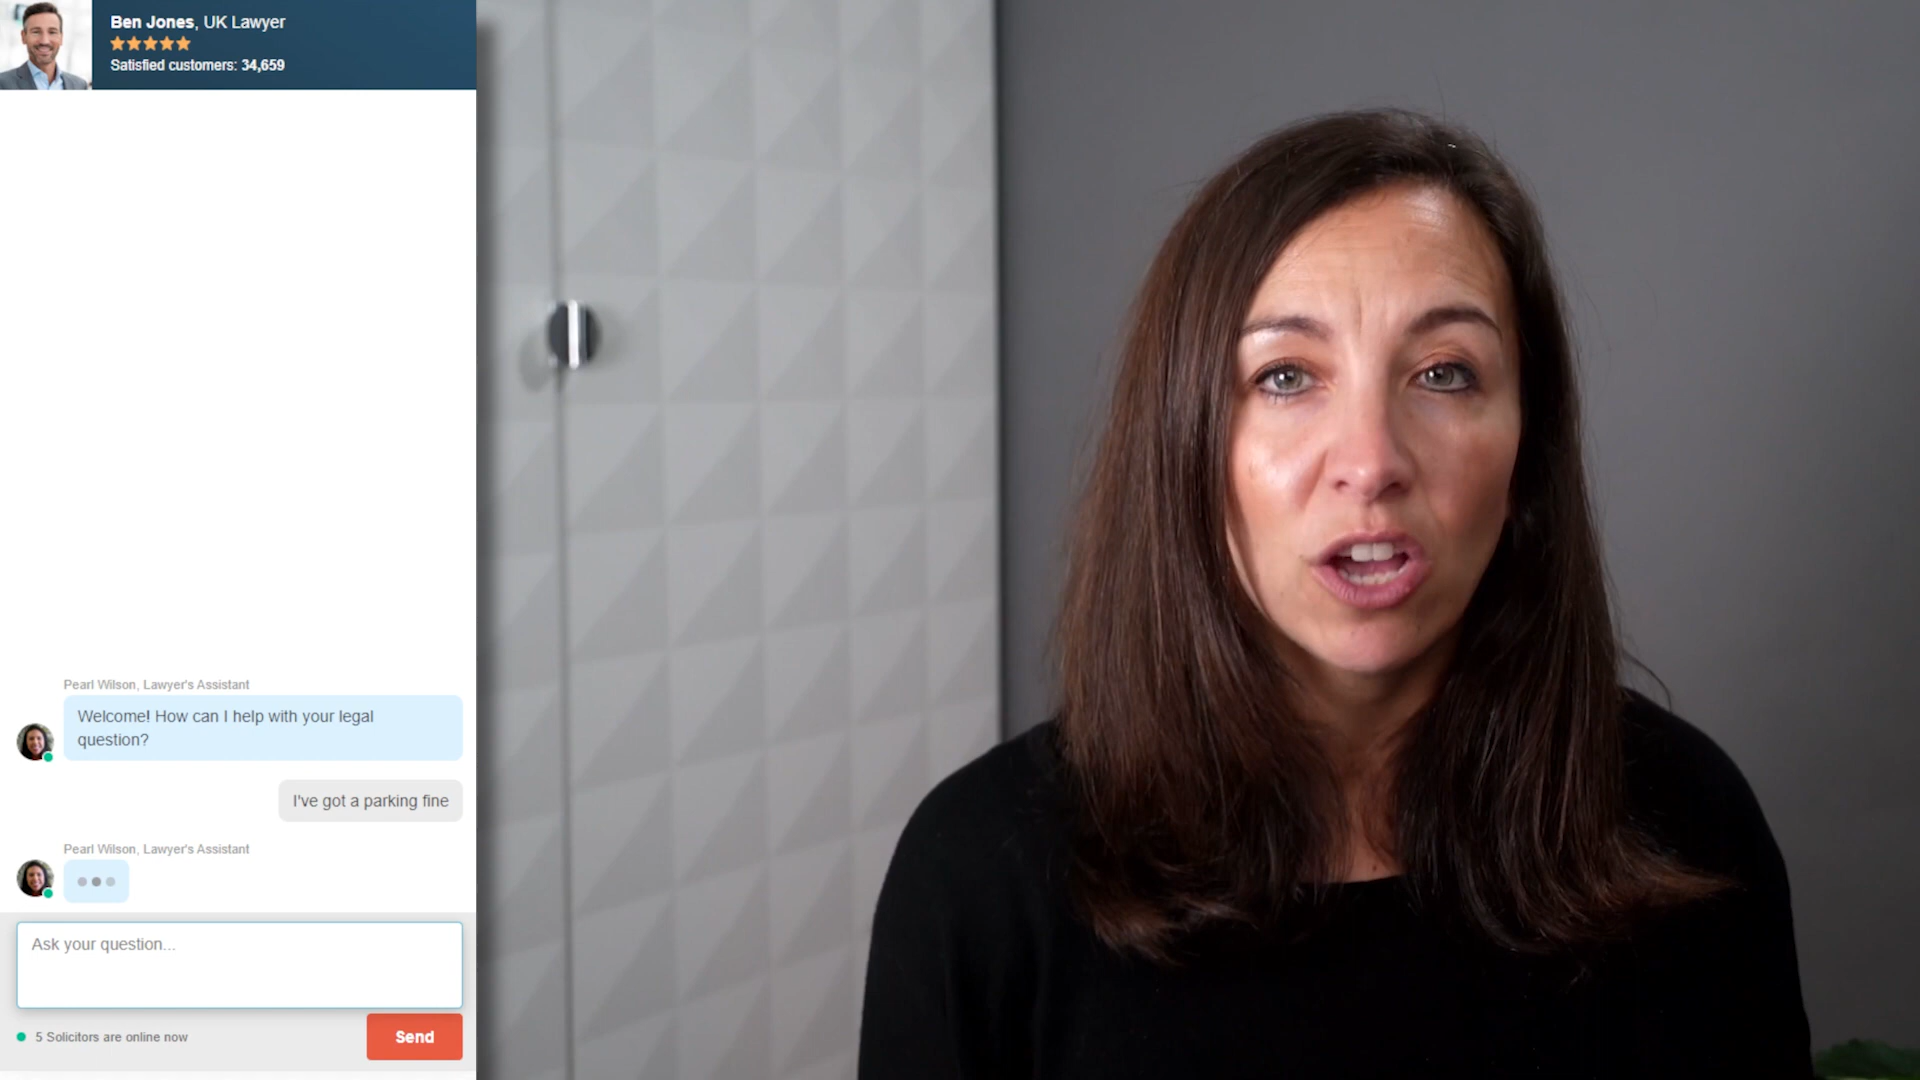 Ben Jones, UK Lawyer
Satisfied customers: 34,659
Pearl Wilson, Lawyer's Assistant
Welcome! How can I help with your legal
question?
I've got a parking fine
Pearl Wilson, Lawyer's Assistant
Ask your question...
5 Solicitors are online now
Send